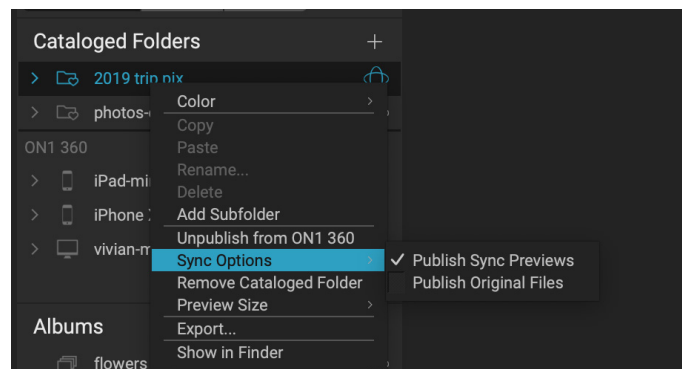 Cataloged Folders
2019 trip pix
Color
photos-
Copy
Paste
ON1 360
Rename...
iPad-mi
Delete
iPhone
Add Subfolder
Unpublish from ON1 360
vivian-m
Sync Options
Publish Sync Previews
Remove Cataloged Folder
Publish Original Files
Preview Size
Albums
Export...
flowers
Show in Finder